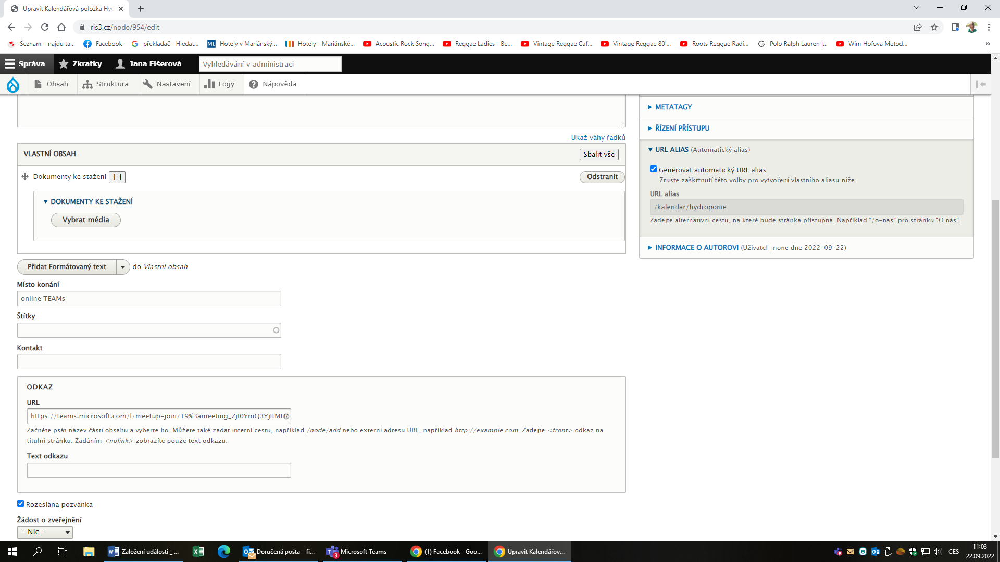 Upravit Kalendářová položka Hyd
ris3.cz/node/954/edit
Seznam – najdu ta...
Facebook
překladač - Hledat...
Hotely v Mariánský...
Hotely - Mariánské...
Acoustic Rock Song...
Reggae Ladies - Be...
Vintage Reggae Caf...
Vintage Reggae 80'...
Roots Reggae Radi...
Polo Ralph Lauren |...
Wim Hofova Metod...
»
Správa
Zkratky
Jana Fišerová
Vyhledávání v administraci
Obsah
Struktura
Nastavení
Logy
Nápověda
Ukaž váhy řádků
VLASTNÍ OBSAH
Sbalit vše
Dokumenty ke stažení [-]
Odstranit
DOKUMENTY KE STAŽENÍ
Vybrat média
Přidat Formátovaný text
do Vlastní obsah
Místo konání
online TEAMs
Štítky
Kontakt
ODKAZ
URL
https://teams.microsoft.com/l/meetup-join/19%3ameeting_ZjI0YmQ3YjItMDA
Začněte psát název části obsahu a vyberte ho. Můžete také zadat interní cestu, například /node/add nebo externí adresu URL, například http://example.com. Zadejte <front> odkaz na
titulní stránku. Zadáním <nolink> zobrazíte pouze text odkazu.
Text odkazu
Rozeslána pozvánka
Žádost o zveřejnění
- Nic -
METATAGY
ŘÍZENÍ PŘÍSTUPU
URL ALIAS (Automatický alias)
Generovat automatický URL alias
Zrušte zaškrtnutí této volby pro vytvoření vlastního aliasu níže.
URL alias
/kalendar/hydroponie
Zadejte alternativní cestu, na které bude stránka přístupná. Například "/o-nas" pro stránku "O nás".
INFORMACE O AUTOROVI (Uživatel _none dne 2022-09-22)
Založení události _ ...
Doručená pošta – fi...
3
Microsoft Teams
(1) Facebook - Goo...
Upravit Kalendářov...
CES
11:03
22.09.2022